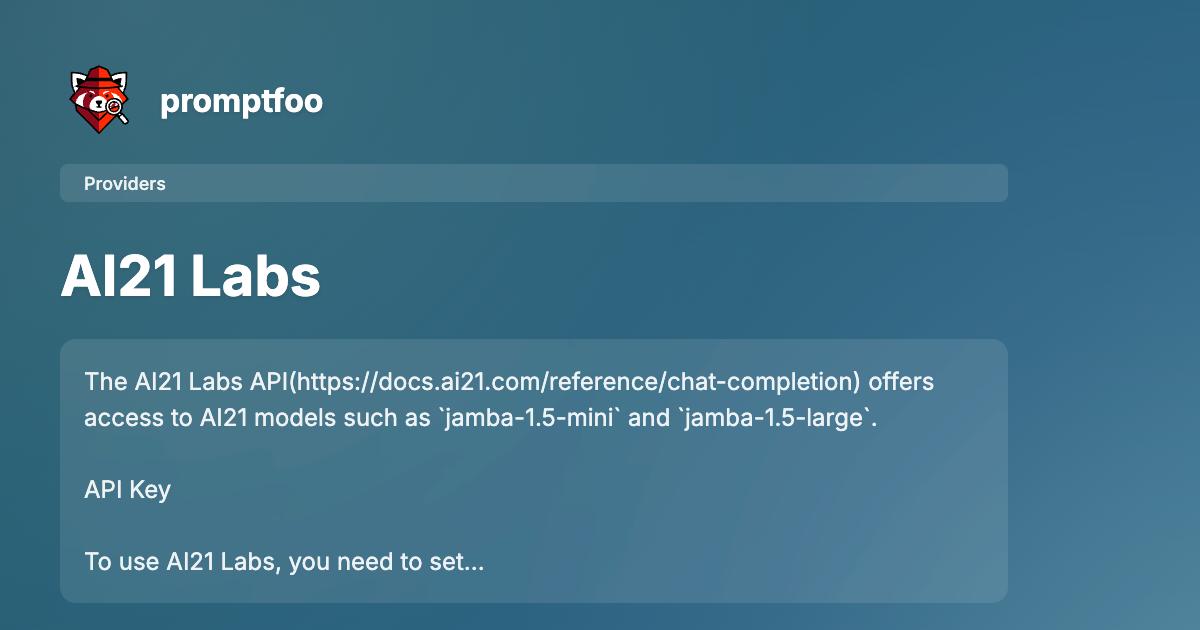 promptfoo
Providers
AI21 Labs
The AI21 Labs API(https://docs.ai21.com/reference/chat-completion) offers
access to AI21 models such as `jamba-1.5-mini` and `jamba-1.5-large`.
API Key
To use AI21 Labs, you need to set...